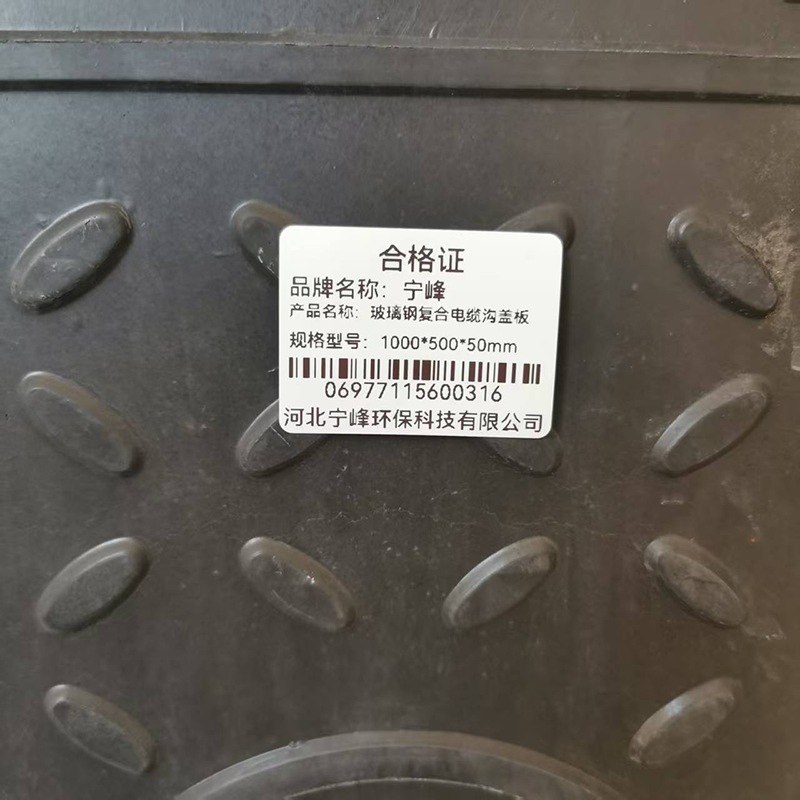 合格证
品牌名称：宁峰
产品名称：玻璃钢复合电缆沟盖板
规格型号：1000*500*50mm
06977115600316
河北宁峰环保科技有限公司